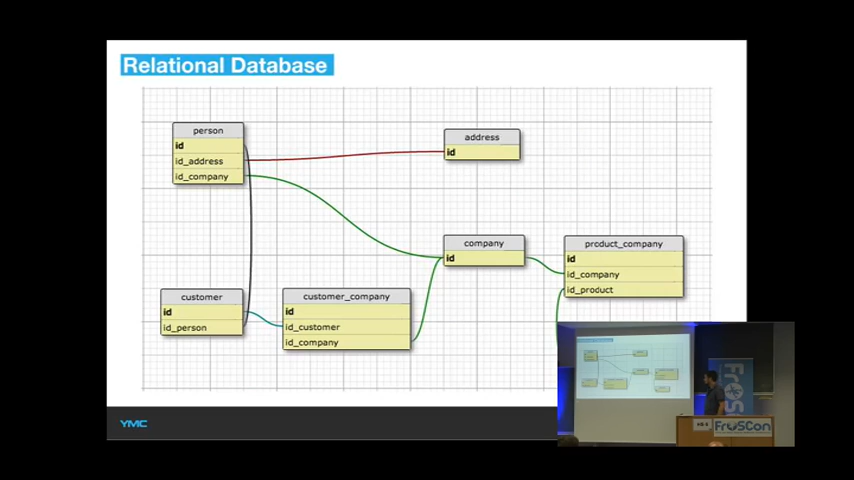 Relational Database
person
id
id_address
id_company
address
id
company
id
product_company
id
id_company
id_product
customer
id
id_person
customer_company
id
id_customer
id_company
YMC
FrOS
FrOSCon